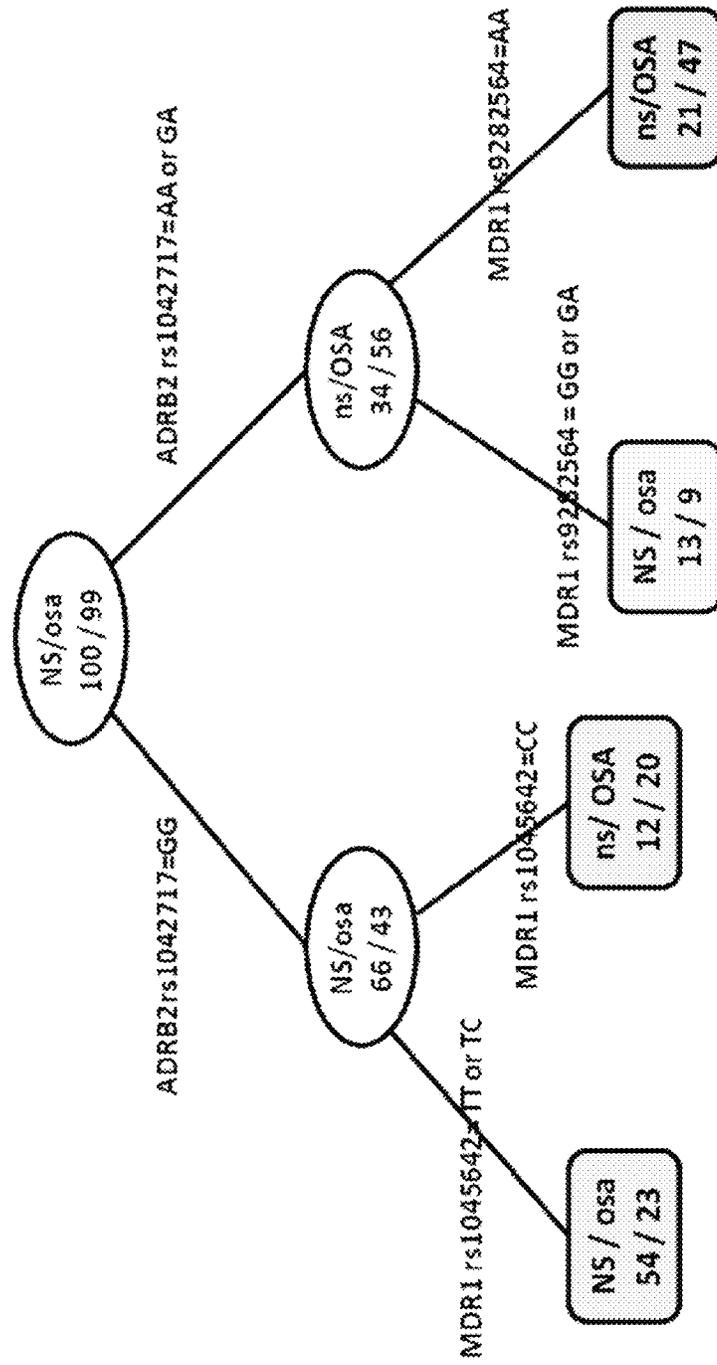 NS/osa
100 / 99
ADRB2rs1042717=GG
ADRB2 rs1042717=AA or GA
NS/osa
66 / 43
ns/OSA
34 / 56
MDR1 rs1045642= TT or TC
MDR1 rs1045642=CC
MDR1 rs9282564 = GG or GA
MDR1 rs9282564=AA
NS / osa
54 / 23
ns/ OSA
12 / 20
NS / osa
13 / 9
ns/OSA
21 / 47